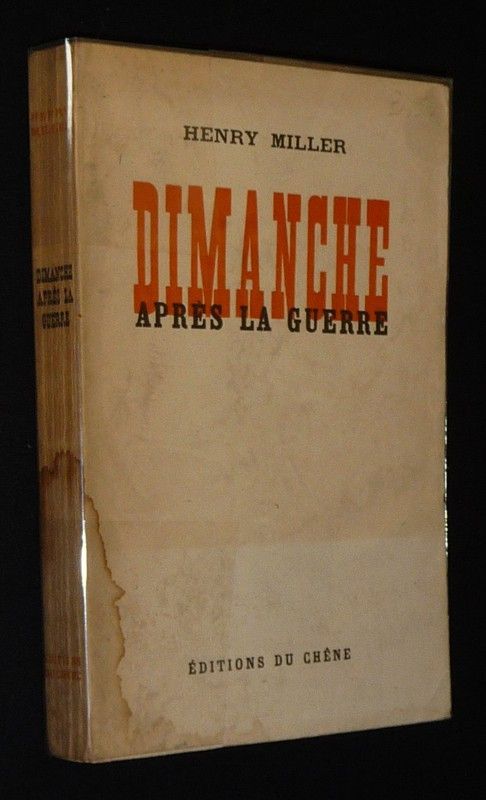 HENRY MILLER
DIMANCHE
APRÈS LA GUERRE
ÉDITIONS DU CHÊNE
DIMANCHE
APRÈS LA
GUERRE